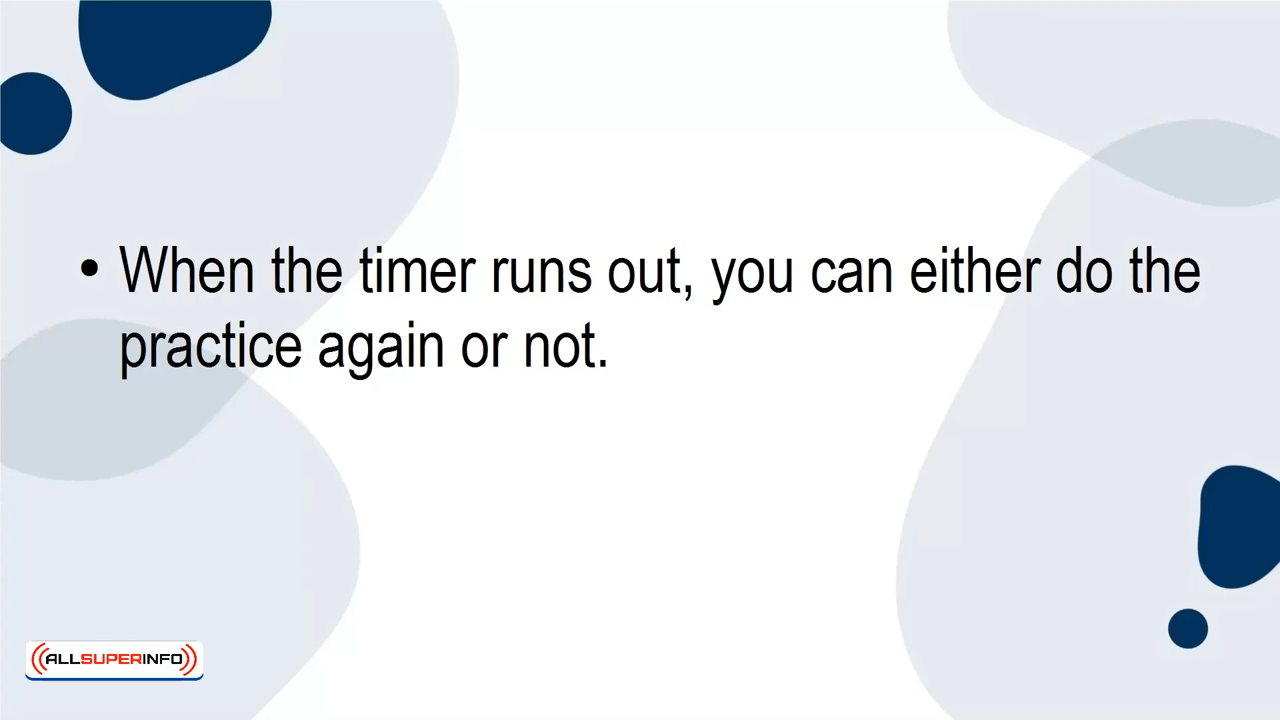 • When the timer runs out, you can either do the
practice again or not.
ALLSUPERINFO